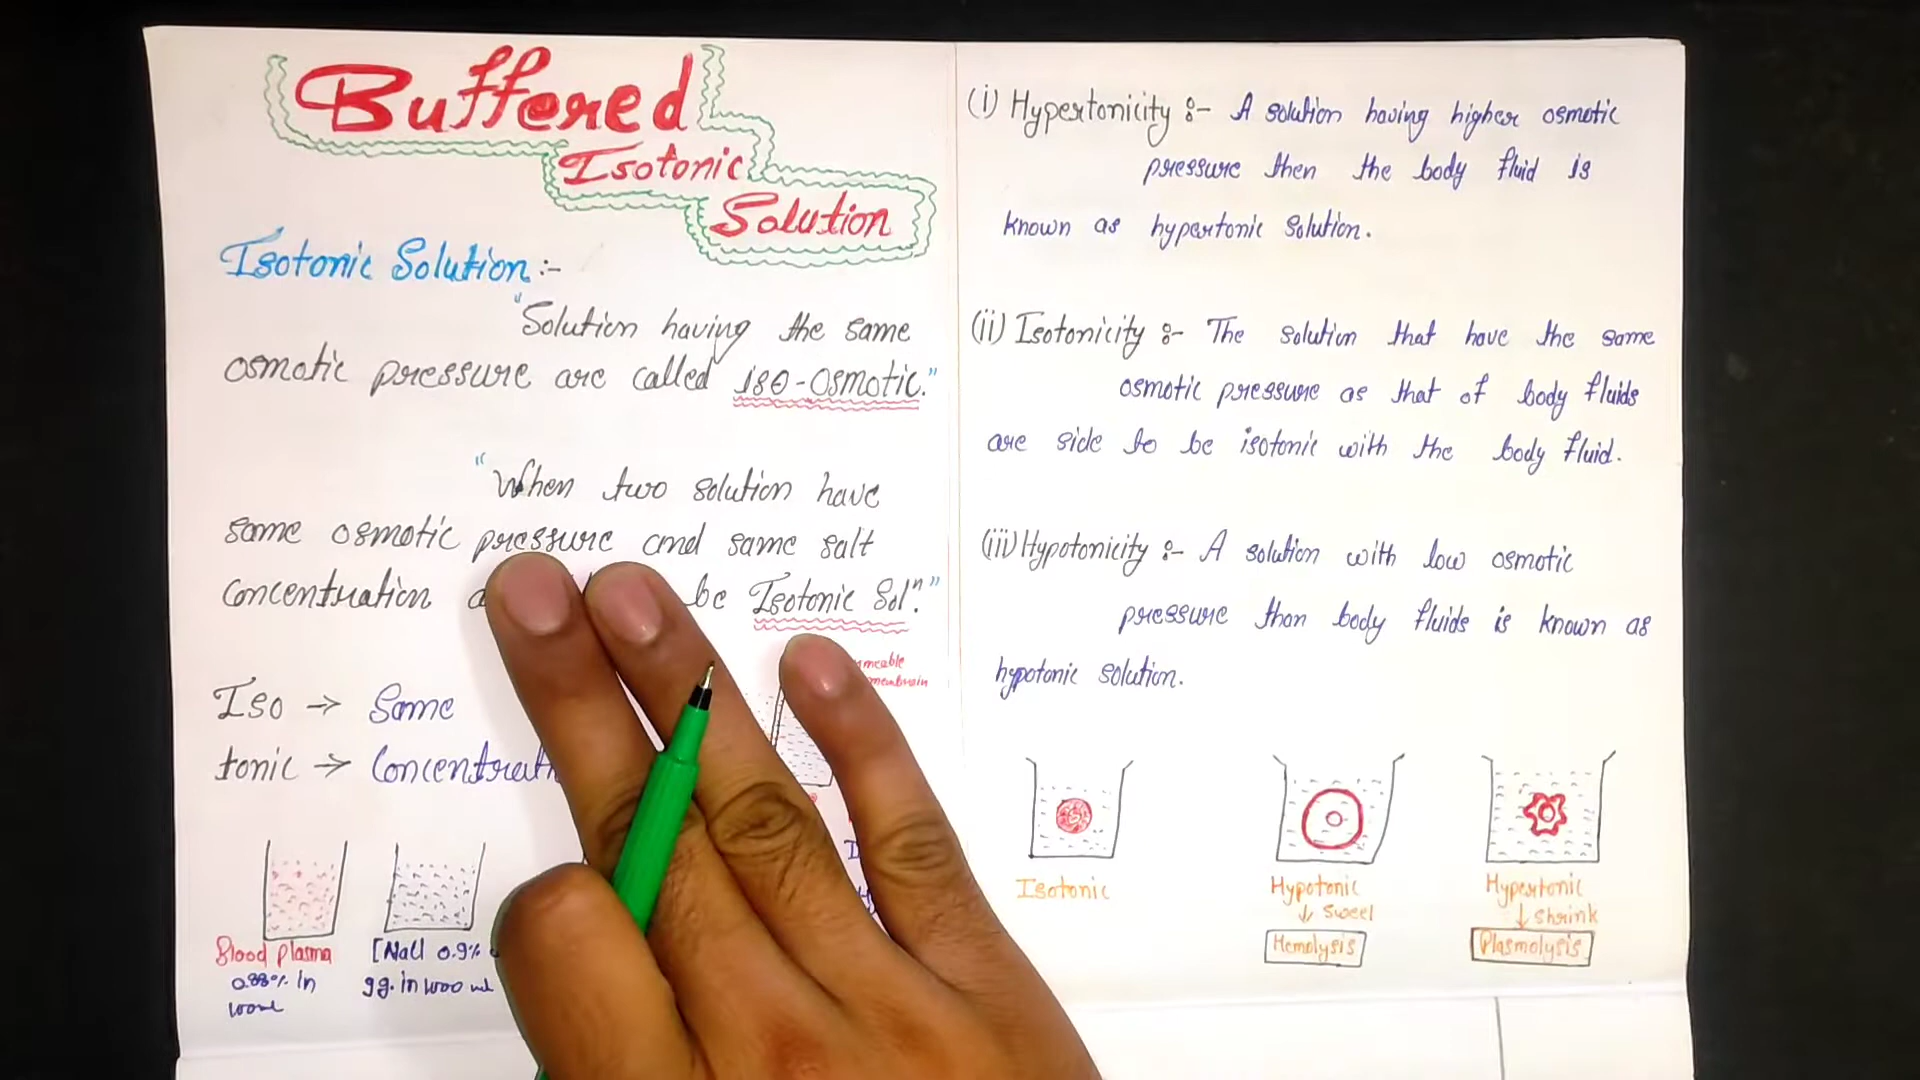 Buffered
Isotonic
Solution
Isotonic Solution :-
"Solution having the same
osmotic pressure are called iso-osmotic."
"When two solution have
same osmotic pressure and same salt
concentration be Isotonic Solⁿ."
Iso → Same
tonic → Concentrat
Blood plasma
0.88% in
100ml
[Nacl 0.9%
9g. in 1000 ml
(i) Hypertonicity :- A solution having higher osmotic
pressure then the body fluid is
known as hypertonic solution.
(ii) Isotonicity :- The solution that have the same
osmotic pressure as that of body fluids
are side to be isotonic with the body fluid.
(iii) Hypotonicity :- A solution with low osmotic
pressure than body fluids is known as
hypotonic solution.
Isotonic
Hypotonic
↓ sweel
Hemolysis
Hypertonic
↓ shrink
Plasmolysis